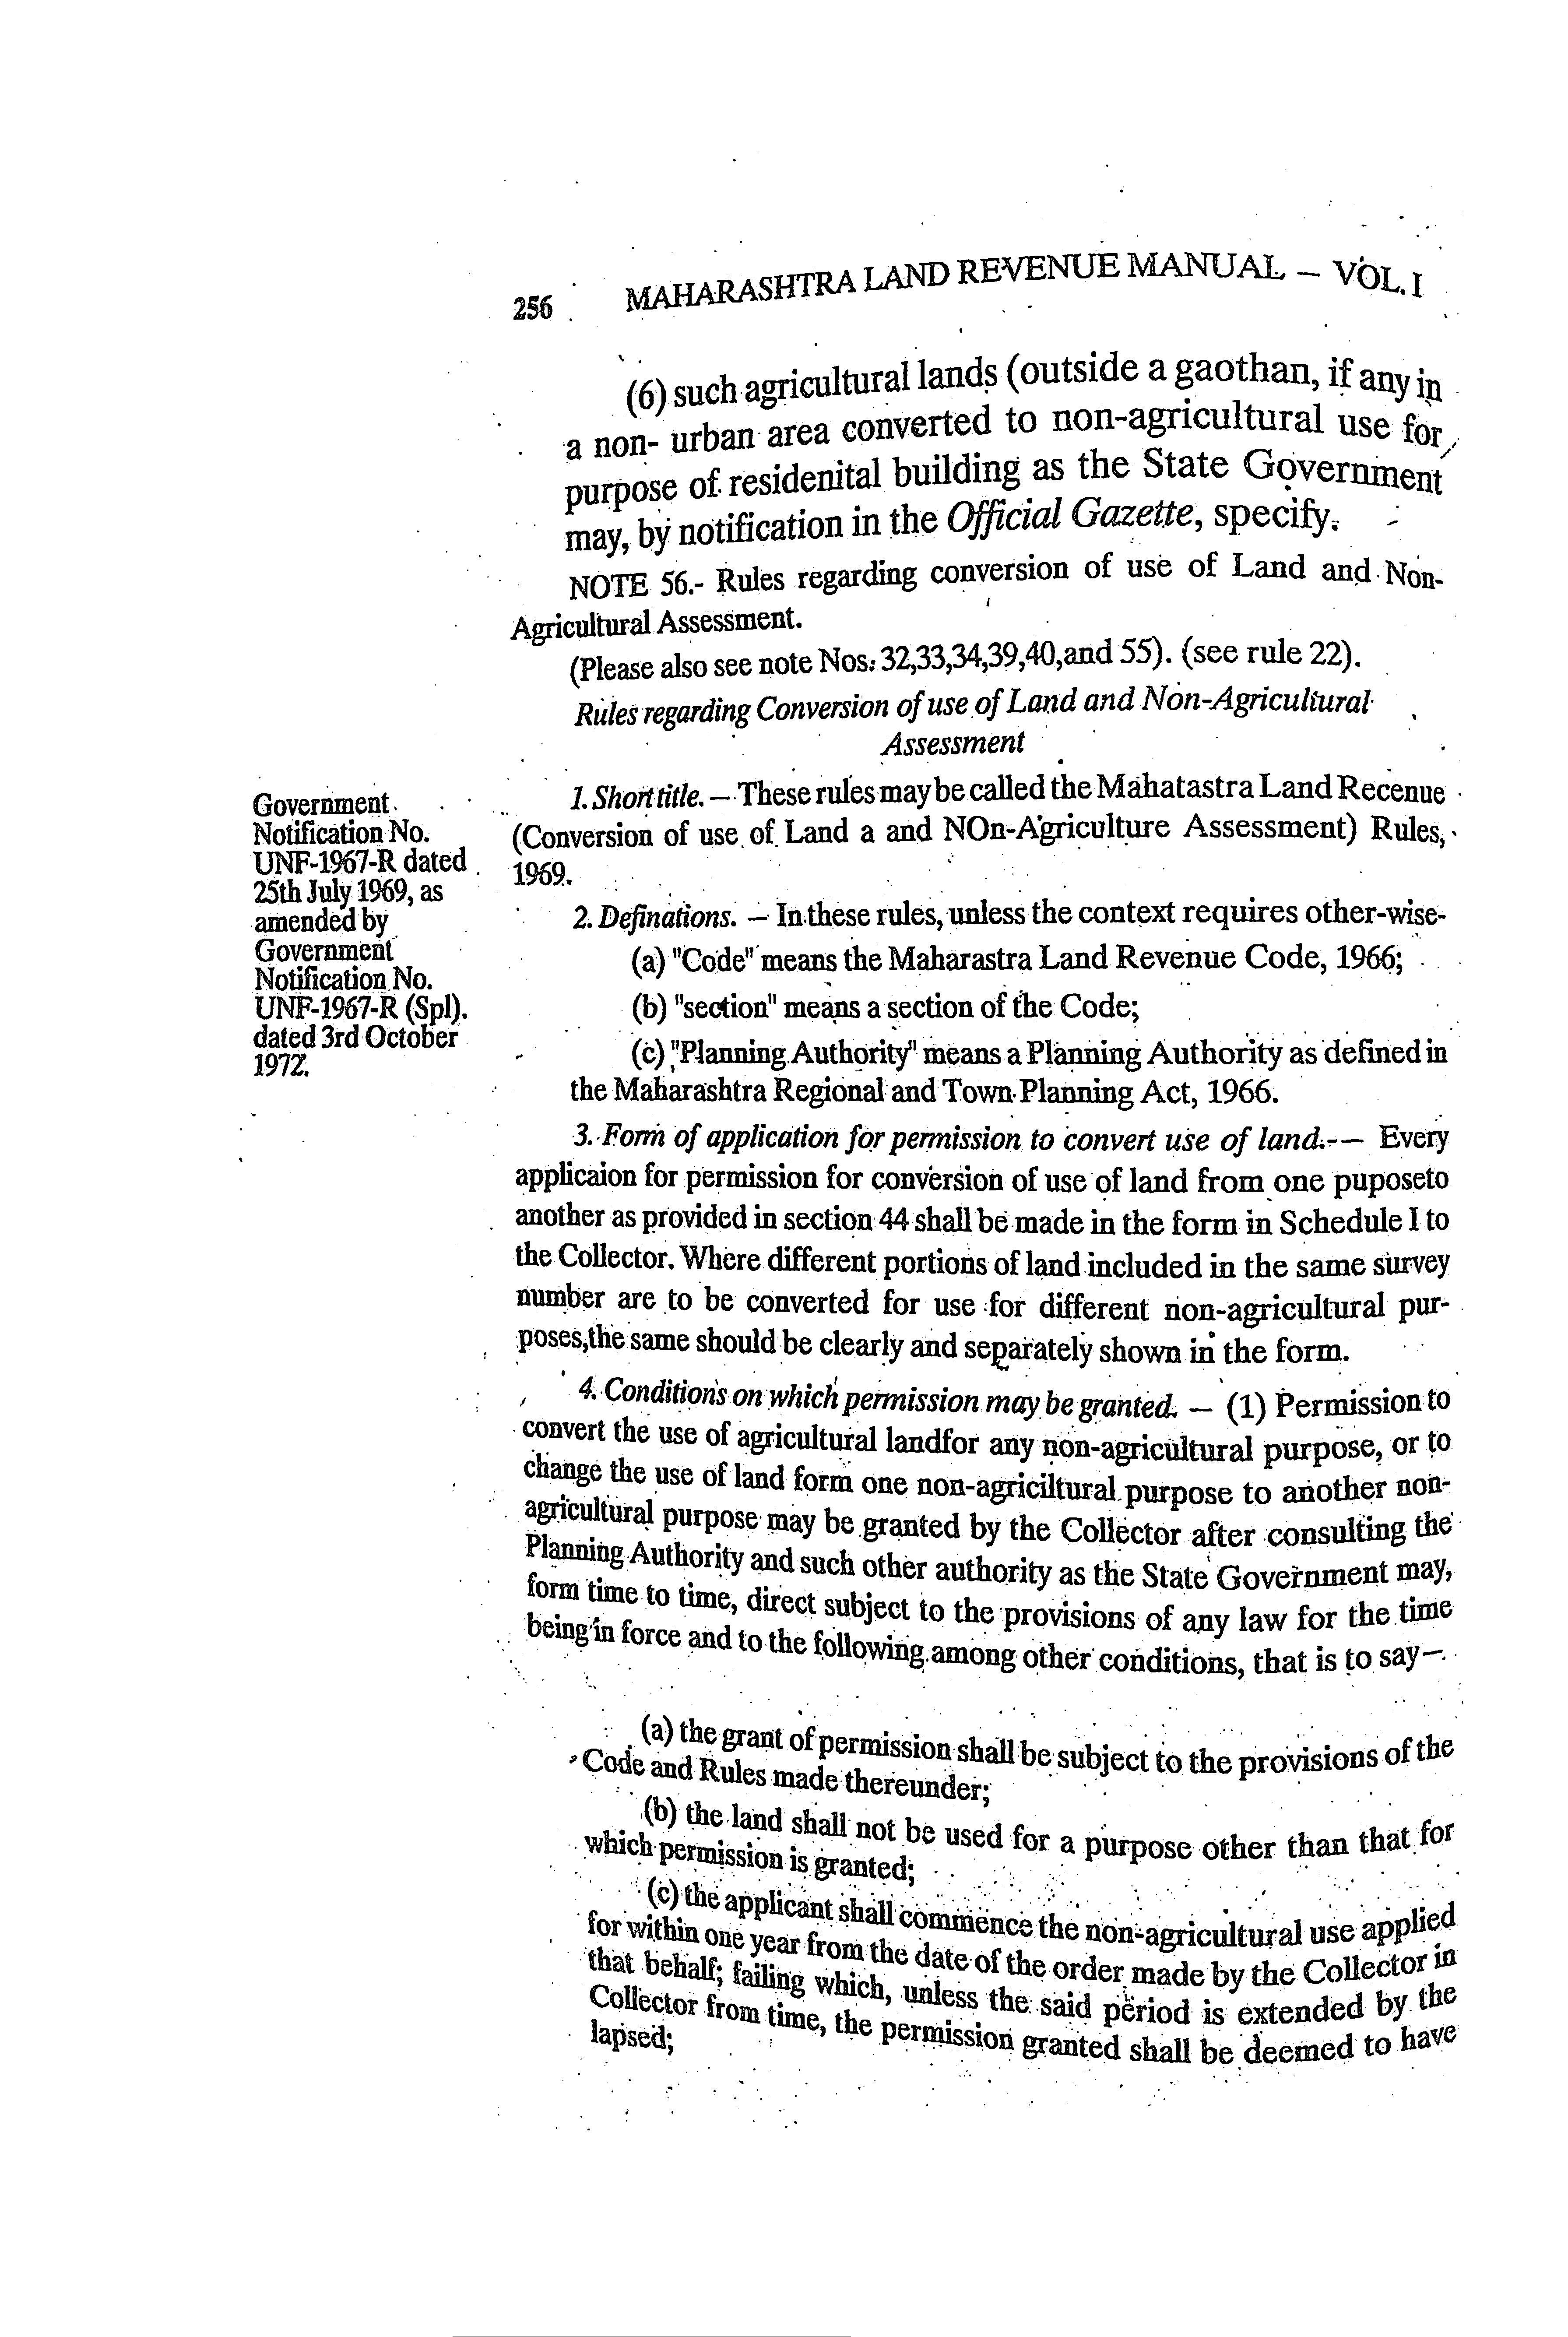 256 MAHARASHTRA LAND REVENUE MANUAL – VOL. I
(6) such agricultural lands (outside a gaothan, if any in
a non- urban area converted to non-agricultural use for
purpose of residenital building as the State Government
may, by notification in the Official Gazette, specify.
NOTE 56.- Rules regarding conversion of use of Land and Non-
Agricultural Assessment.
(Please also see note Nos: 32,33,34,39,40,and 55). (see rule 22).
Rules regarding Conversion of use of Land and Non-Agricultural
Assessment
Government
Notification No.
UNF-1967-R dated
25th July 1969, as
amended by
Government
Notification No.
UNF-1967-R (Spl).
dated 3rd October
1972.
1. Short title. — These rules may be called the Mahatastra Land Recenue
(Conversion of use of Land a and NOn-Agriculture Assessment) Rules,
1969.
2. Definations. — In these rules, unless the context requires other-wise-
(a) "Code" means the Maharastra Land Revenue Code, 1966;
(b) "section" means a section of the Code;
(c) "Planning Authority" means a Planning Authority as defined in
the Maharashtra Regional and Town Planning Act, 1966.
3. Form of application for permission to convert use of land.-— Every
applicaion for permission for conversion of use of land from one puposeto
another as provided in section 44 shall be made in the form in Schedule I to
the Collector. Where different portions of land included in the same survey
number are to be converted for use for different non-agricultural pur-
poses,the same should be clearly and separately shown in the form.
4. Conditions on which permission may be granted. — (1) Permission to
convert the use of agricultural landfor any non-agricultural purpose, or to
change the use of land form one non-agriciltural purpose to another non-
agricultural purpose may be granted by the Collector after consulting the
Planning Authority and such other authority as the State Government may,
form time to time, direct subject to the provisions of any law for the time
being in force and to the following among other conditions, that is to say—
(a) the grant of permission shall be subject to the provisions of the
Code and Rules made thereunder;
(b) the land shall not be used for a purpose other than that for
which permission is granted;
(c) the applicant shall commence the non-agricultural use applied
for within one year from the date of the order made by the Collector in
that behalf; failing which, unless the said period is extended by the
Collector from time, the permission granted shall be deemed to have
lapsed;